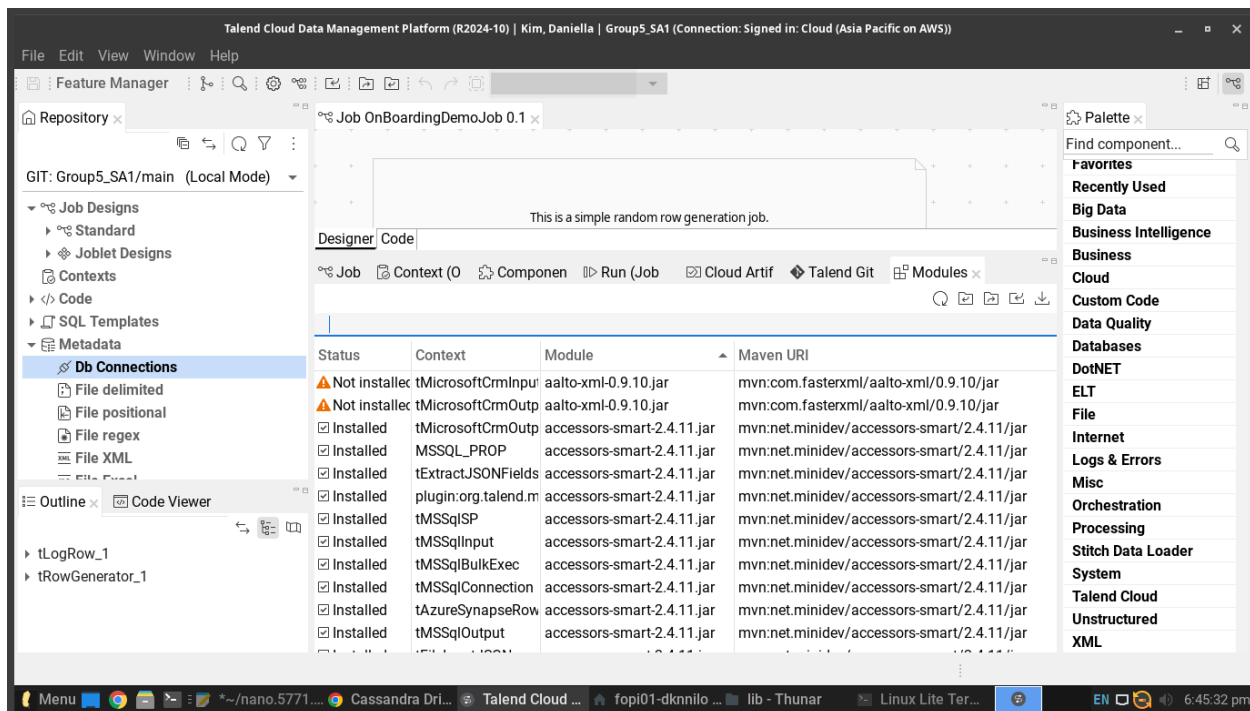 Talend Cloud Data Management Platform (R2024-10) | Kim, Daniella | Group5_SA1 (Connection: Signed in: Cloud (Asia Pacific on AWS))
File Edit View Window Help
Feature Manager
Repository
GIT: Group5_SA1/main (Local Mode)
Job Designs
Standard
Joblet Designs
Contexts
Code
SQL Templates
Metadata
Db Connections
File delimited
File positional
File regex
File XML
Outline Code Viewer
tLogRow_1
tRowGenerator_1
Job OnBoardingDemoJob 0.1
This is a simple random row generation job.
Designer Code
Job Context (O Componen Run (Job Cloud Artif Talend Git Modules
Status Context Module Maven URI
Not installed tMicrosoftCrmInput aalto-xml-0.9.10.jar mvn:com.fasterxml/aalto-xml/0.9.10/jar
Not installed tMicrosoftCrmOutp aalto-xml-0.9.10.jar mvn:com.fasterxml/aalto-xml/0.9.10/jar
Installed tMicrosoftCrmOutp accessors-smart-2.4.11.jar mvn:net.minidev/accessors-smart/2.4.11/jar
Installed MSSQL_PROP accessors-smart-2.4.11.jar mvn:net.minidev/accessors-smart/2.4.11/jar
Installed tExtractJSONFields accessors-smart-2.4.11.jar mvn:net.minidev/accessors-smart/2.4.11/jar
Installed plugin:org.talend.m accessors-smart-2.4.11.jar mvn:net.minidev/accessors-smart/2.4.11/jar
Installed tMSSqlSP accessors-smart-2.4.11.jar mvn:net.minidev/accessors-smart/2.4.11/jar
Installed tMSSqlInput accessors-smart-2.4.11.jar mvn:net.minidev/accessors-smart/2.4.11/jar
Installed tMSSqlBulkExec accessors-smart-2.4.11.jar mvn:net.minidev/accessors-smart/2.4.11/jar
Installed tMSSqlConnection accessors-smart-2.4.11.jar mvn:net.minidev/accessors-smart/2.4.11/jar
Installed tAzureSynapseRow accessors-smart-2.4.11.jar mvn:net.minidev/accessors-smart/2.4.11/jar
Installed tMSSqlOutput accessors-smart-2.4.11.jar mvn:net.minidev/accessors-smart/2.4.11/jar
Palette
Find component...
Favorites
Recently Used
Big Data
Business Intelligence
Business
Cloud
Custom Code
Data Quality
Databases
DotNET
ELT
File
Internet
Logs & Errors
Misc
Orchestration
Processing
Stitch Data Loader
System
Talend Cloud
Unstructured
XML
Menu *~/nano.5771.... Cassandra Dri... Talend Cloud ... fopi01-dknnilo ... lib - Thunar Linux Lite Ter... EN 6:45:32 pm